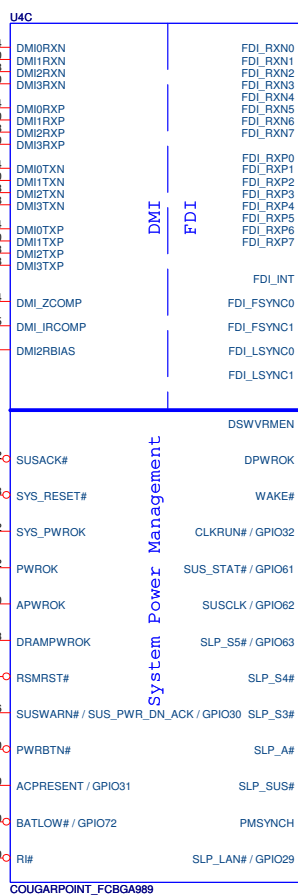 U4C
DMI0RXN FDI_RXN0
DMI1RXN FDI_RXN1
DMI2RXN FDI_RXN2
DMI3RXN FDI_RXN3
FDI_RXN4
DMI0RXP FDI_RXN5
DMI1RXP FDI_RXN6
DMI2RXP FDI_RXN7
DMI3RXP
FDI_RXP0
DMI0TXN FDI_RXP1
DMI1TXN FDI_RXP2
DMI2TXN FDI_RXP3
DMI3TXN FDI_RXP4
FDI_RXP5
DMI0TXP FDI_RXP6
DMI1TXP FDI_RXP7
DMI2TXP
DMI3TXP
DMI
FDI
FDI_INT
DMI_ZCOMP FDI_FSYNC0
DMI_IRCOMP FDI_FSYNC1
DMI2RBIAS FDI_LSYNC0
FDI_LSYNC1
System Power Management
DSWVRMEN
SUSACK# DPWROK
SYS_RESET# WAKE#
SYS_PWROK CLKRUN# / GPIO32
PWROK SUS_STAT# / GPIO61
APWROK SUSCLK / GPIO62
DRAMPWROK SLP_S5# / GPIO63
RSMRST# SLP_S4#
SUSWARN# / SUS_PWR_DN_ACK / GPIO30 SLP_S3#
PWRBTN# SLP_A#
ACPRESENT / GPIO31 SLP_SUS#
BATLOW# / GPIO72 PMSYNCH
RI# SLP_LAN# / GPIO29
COUGARPOINT_FCBGA989